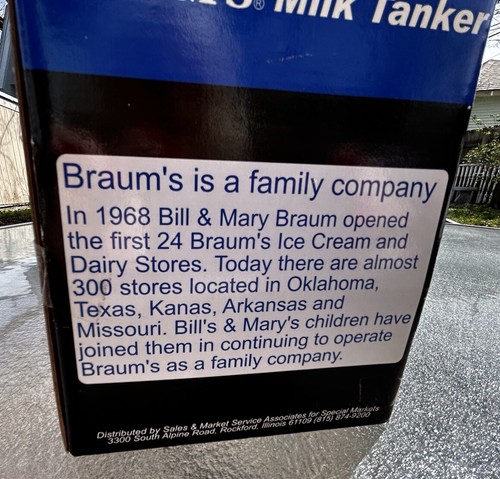 ® Milk Tanker
Braum's is a family company
In 1968 Bill & Mary Braum opened
the first 24 Braum's Ice Cream and
Dairy Stores. Today there are almost
300 stores located in Oklahoma,
Texas, Kanas, Arkansas and
Missouri. Bill's & Mary's children have
joined them in continuing to operate
Braum's as a family company.
Distributed by Sales & Market Service Associates for Special Markets
3300 South Alpine Road, Rockford, Illinois 61109 (815) 874-9200